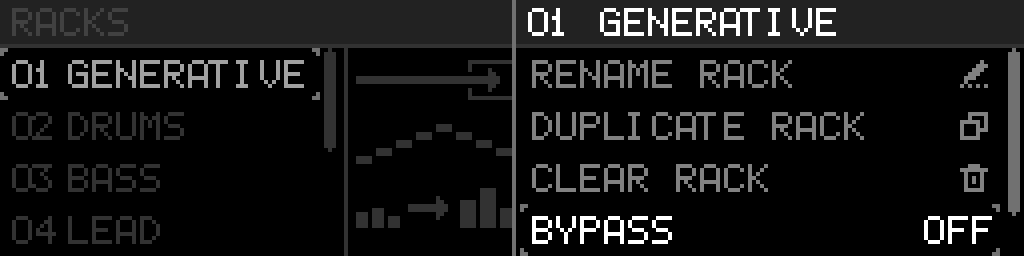 RACKS
01 GENERATIVE
02 DRUMS
03 BASS
04 LEAD
01 GENERATIVE
RENAME RACK
DUPLICATE RACK
CLEAR RACK
BYPASS OFF